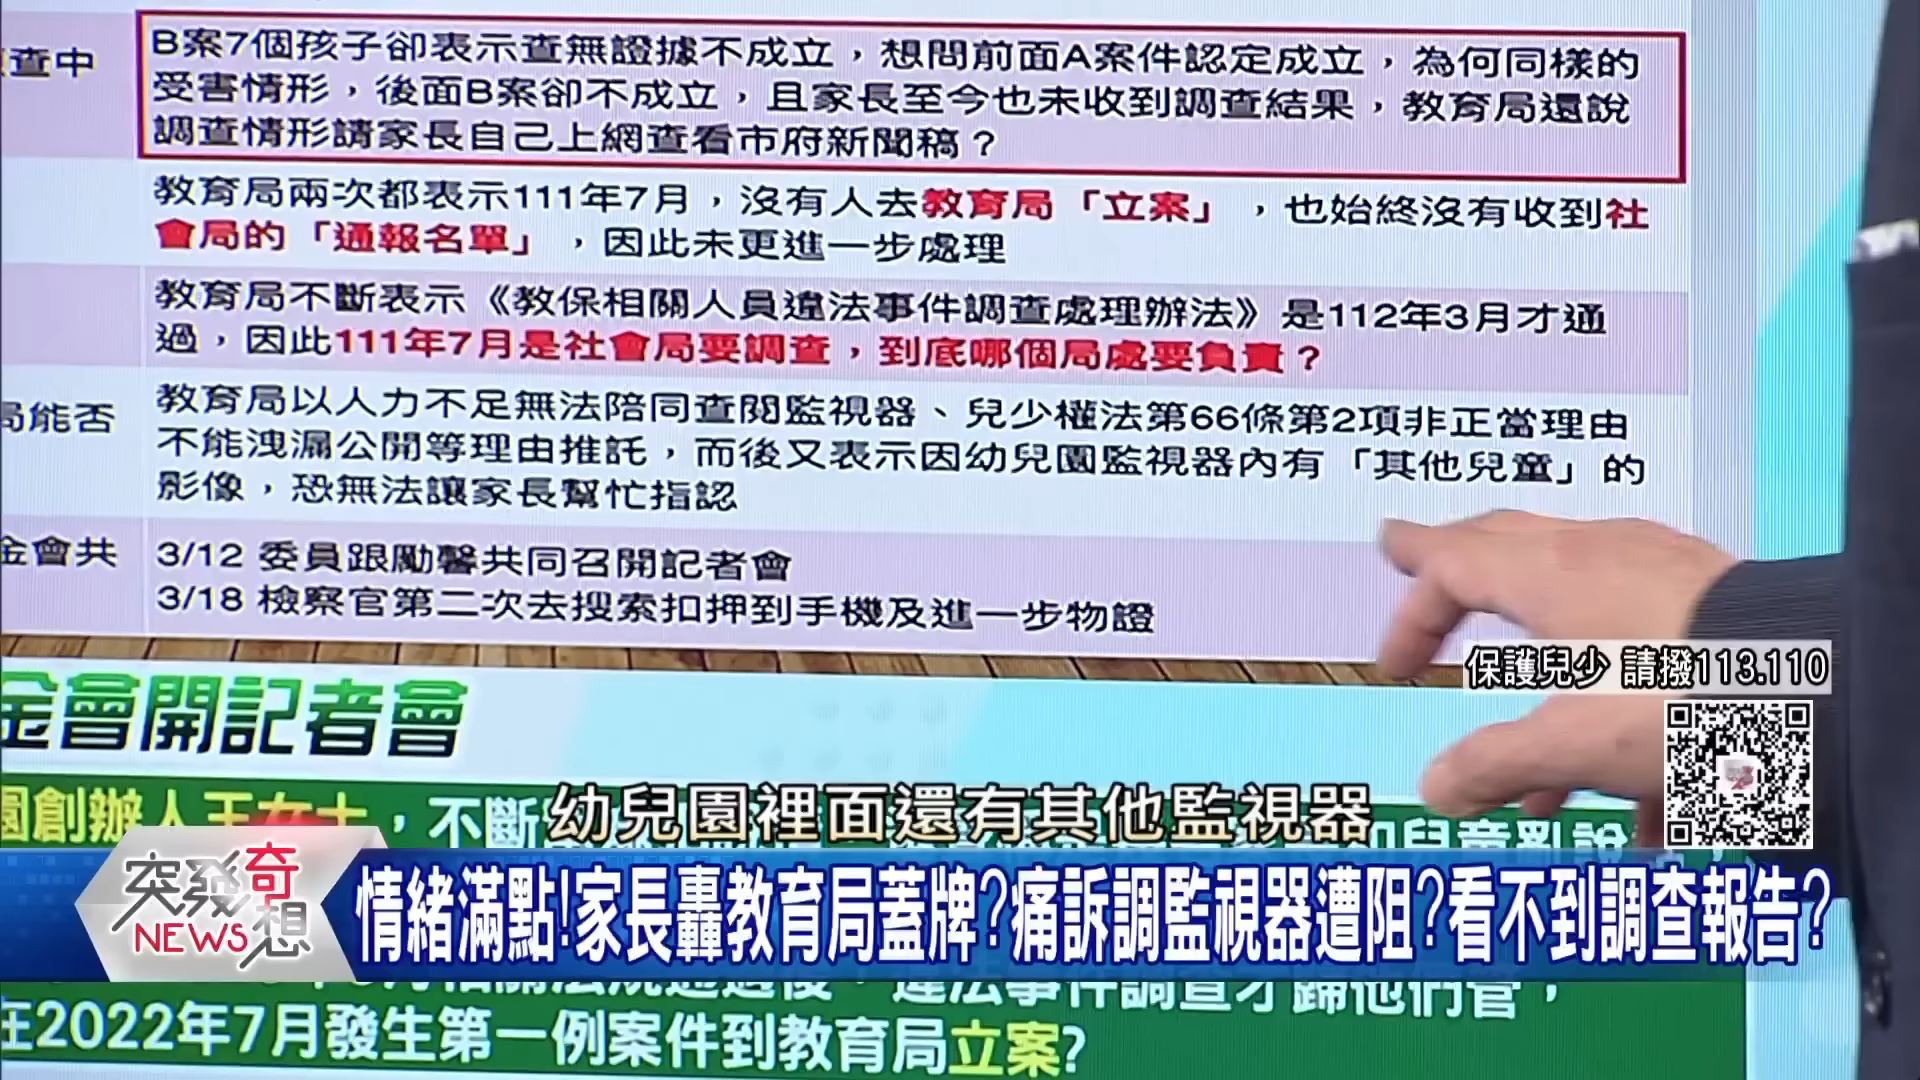 查中
B案7個孩子卻表示查無證據不成立，想問前面A案件認定成立，為何同樣的
受害情形，後面B案卻不成立，且家長至今也未收到調查結果，教育局還說
調查情形請家長自己上網查看市府新聞稿？
教育局兩次都表示111年7月，沒有人去教育局「立案」，也始終沒有收到社
會局的「通報名單」，因此未更進一步處理
教育局不斷表示《教保相關人員違法事件調查處理辦法》是112年3月才通
過，因此111年7月是社會局要調查，到底哪個局處要負責？
局能否
教育局以人力不足無法陪同查閱監視器、兒少權法第66條第2項非正當理由
不能洩漏公開等理由推託，而後又表示因幼兒園監視器內有「其他兒童」的
影像，恐無法讓家長幫忙指認
金會共
3/12 委員跟勵馨共同召開記者會
3/18 檢察官第二次去搜索扣押到手機及進一步物證
保護兒少 請撥113.110
金會開記者會
園創辦人王女士，不斷
幼兒園裡面還有其他監視器
突發奇想
NEWS
情緒滿點!家長轟教育局蓋牌?痛訴調監視器遭阻?看不到調查報告?
違法事件調查才歸他們管，
在2022年7月發生第一例案件到教育局立案?